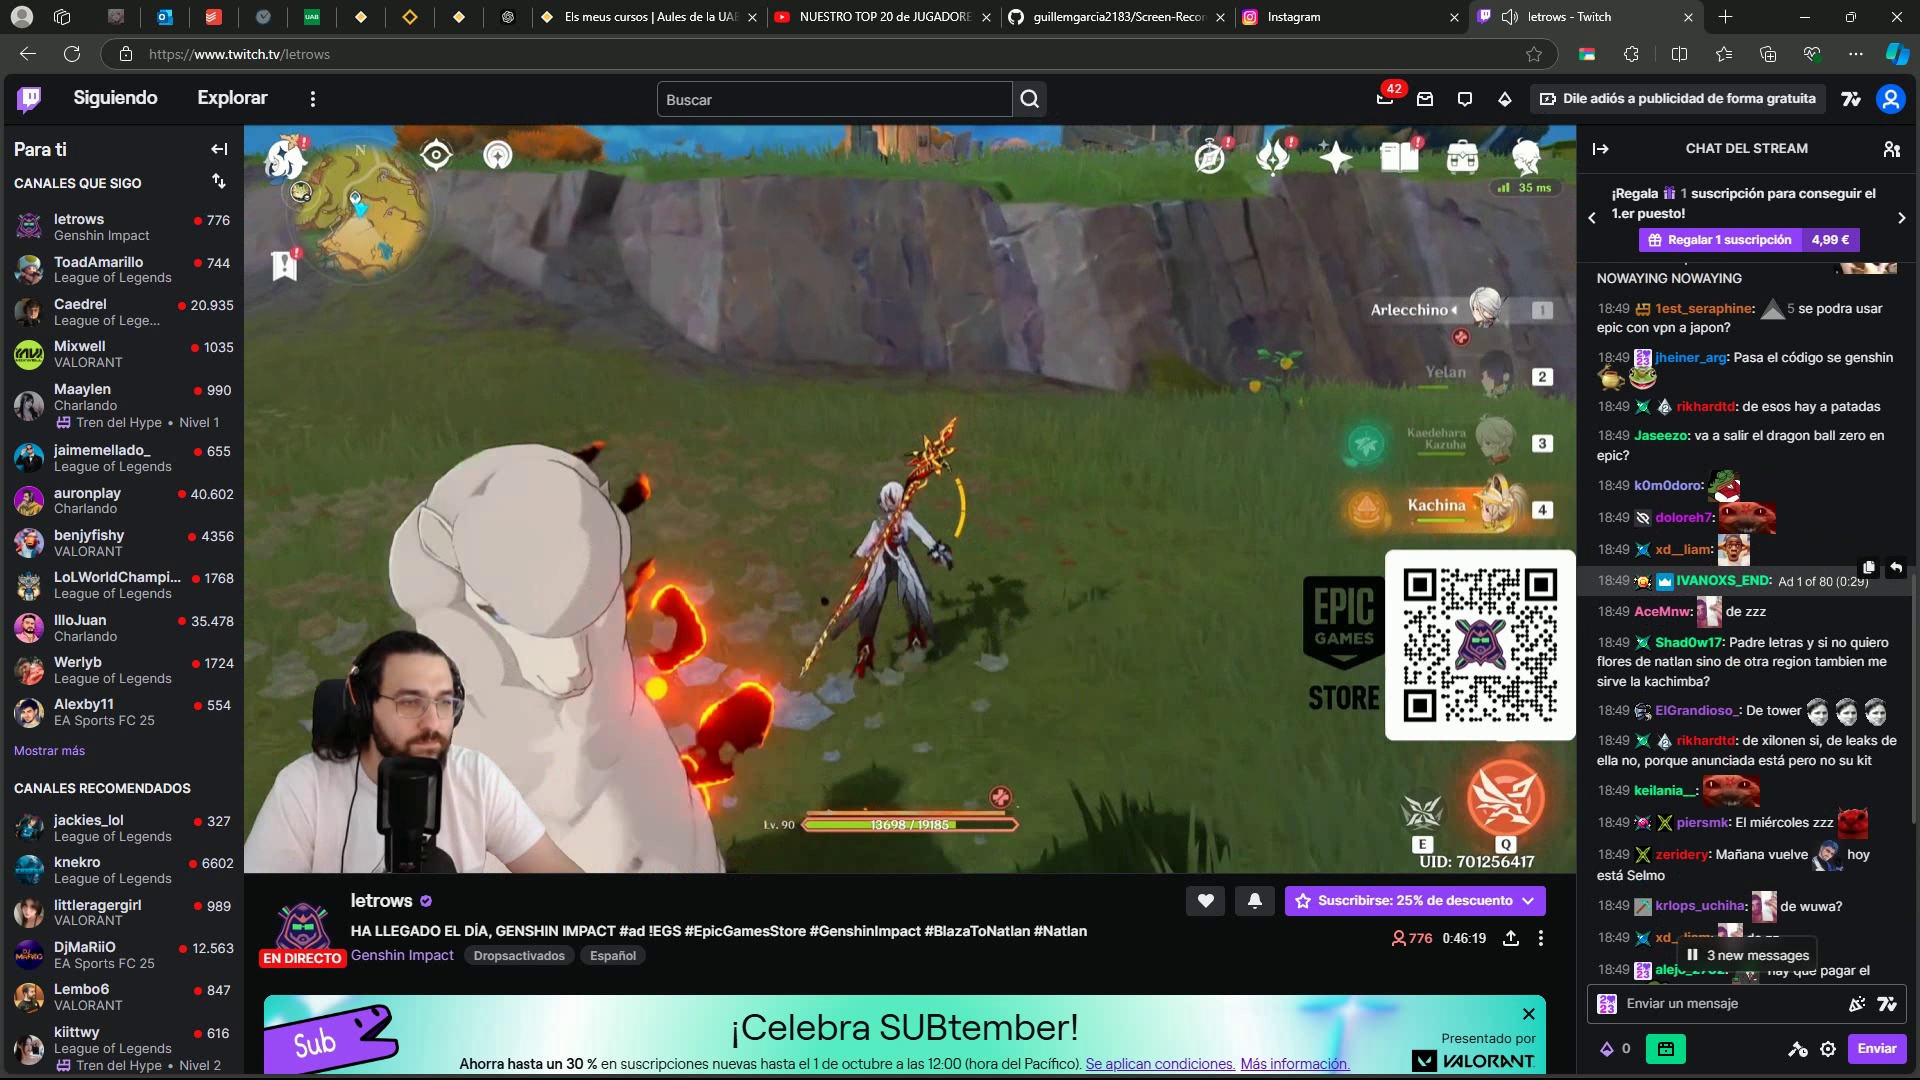 Els meus cursos | Aules de la UAB
NUESTRO TOP 20 de JUGADORE
guillemgarcia2183/Screen-Recor
Instagram
letrows - Twitch
https://www.twitch.tv/letrows
Siguiendo
Explorar
Buscar
42
Dile adiós a publicidad de forma gratuita
Para ti
CANALES QUE SIGO
letrows
776
Genshin Impact
ToadAmarillo
744
League of Legends
Caedrel
20.935
League of Lege...
Mixwell
1035
VALORANT
Maaylen
990
Charlando
Tren del Hype • Nivel 1
jaimemellado_
655
League of Legends
auronplay
40.602
Charlando
benjyfishy
4356
VALORANT
LoLWorldChampi...
1768
League of Legends
IlloJuan
35.478
Charlando
Werlyb
1724
League of Legends
Alexby11
554
EA Sports FC 25
Mostrar más
CANALES RECOMENDADOS
jackies_lol
327
League of Legends
knekro
6602
League of Legends
littleragergirl
989
VALORANT
DjMaRiiO
12.563
EA Sports FC 25
Lembo6
847
VALORANT
kiittwy
616
League of Legends
Tren del Hype • Nivel 2
N
35 ms
Arlecchino
1
Yelan
2
Kaedehara
Kazuha
3
Kachina
4
EPIC
GAMES
STORE
Lv. 90
13698 / 19185
E
Q
UID: 701256417
letrows
HA LLEGADO EL DÍA, GENSHIN IMPACT #ad !EGS #EpicGamesStore #GenshinImpact #BlazaToNatlan #Natlan
EN DIRECTO
Genshin Impact
Dropsactivados
Español
Suscribirse: 25% de descuento
776
0:46:19
Sub
¡Celebra SUBtember!
Ahorra hasta un 30 % en suscripciones nuevas hasta el 1 de octubre a las 12:00 (hora del Pacífico). Se aplican condiciones. Más información.
Presentado por
VALORANT
CHAT DEL STREAM
¡Regala 1 suscripción para conseguir el
1.er puesto!
Regalar 1 suscripción
4,99 €
NOWAYING NOWAYING
18:49 1est_seraphine: 5 se podra usar
epic con vpn a japon?
18:49 jheiner_arg: Pasa el código se genshin
18:49 rikhardtd: de esos hay a patadas
18:49 Jaseezo: va a salir el dragon ball zero en
epic?
18:49 k0m0doro:
18:49 doloreh7:
18:49 xd__liam:
18:49 IVANOXS_END: Ad 1 of 80 (0:29)
18:49 AceMnw: de zzz
18:49 Shad0w17: Padre letras y si no quiero
flores de natlan sino de otra region tambien me
sirve la kachimba?
18:49 ElGrandioso_: De tower
18:49 rikhardtd: de xilonen si, de leaks de
ella no, porque anunciada está pero no su kit
18:49 keilania__:
18:49 piersmk: El miércoles zzz
18:49 zeridery: Mañana vuelve hoy
está Selmo
18:49 krlops_uchiha: de wuwa?
18:49
3 new messages
18:49 hay que pagar el
Enviar un mensaje
0
Enviar